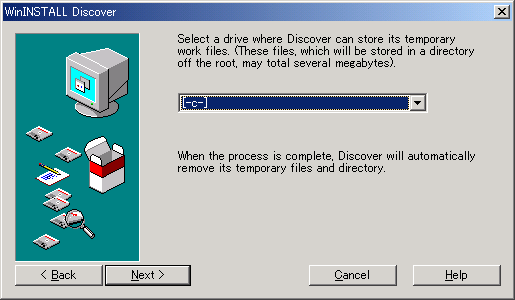 WinINSTALL Discover
Select a drive where Discover can store its temporary
work files. (These files, which will be stored in a directory
off the root, may total several megabytes).
[-c-]
When the process is complete, Discover will automatically
remove its temporary files and directory.
< Back
Next >
Cancel
Help